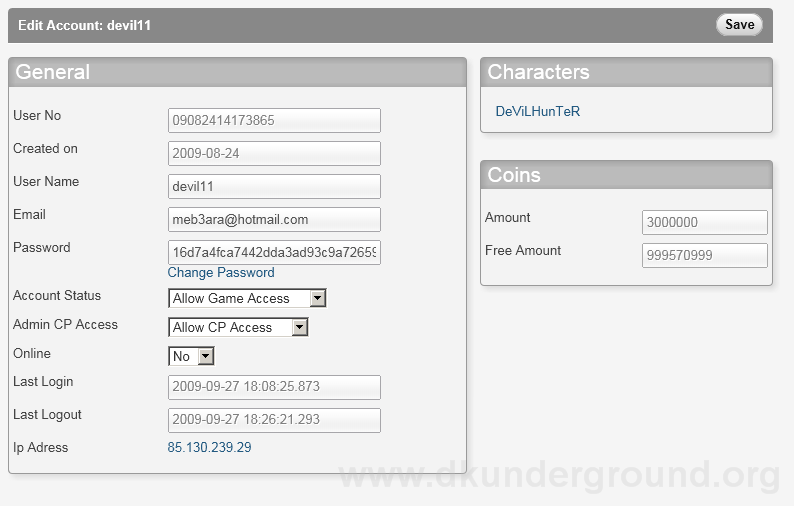 Edit Account: devil11
Save
General
User No
09082414173865
Created on
2009-08-24
User Name
devil11
Email
meb3ara@hotmail.com
Password
16d7a4fca7442dda3ad93c9a72659
Change Password
Account Status
Allow Game Access
Admin CP Access
Allow CP Access
Online
No
Last Login
2009-09-27 18:08:25.873
Last Logout
2009-09-27 18:26:21.293
Ip Adress
85.130.239.29
Characters
DeViLHunTeR
Coins
Amount
3000000
Free Amount
999570999
www.dkunderground.org